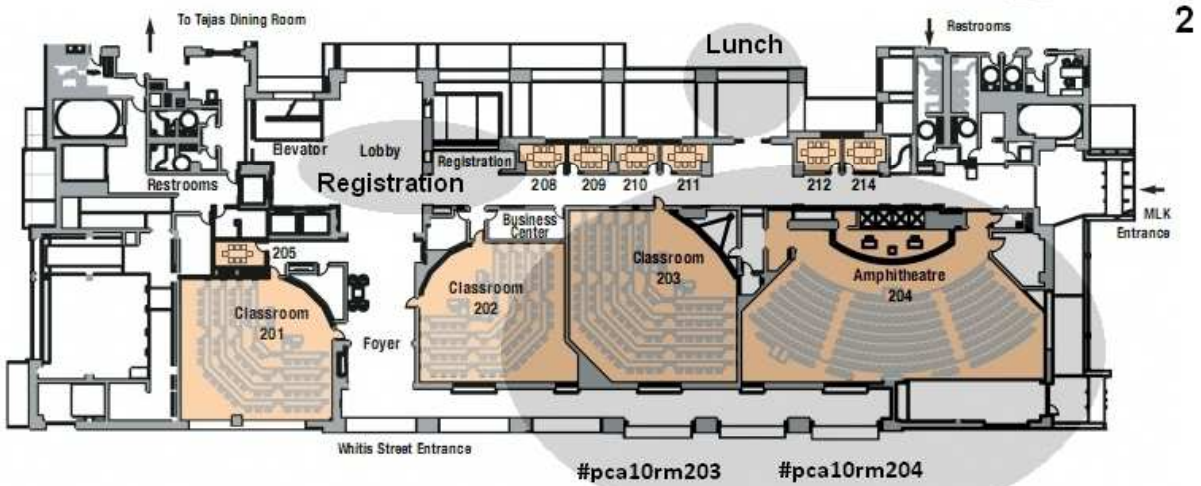 To Tejas Dining Room
Restrooms
2
Lunch
Elevator
Lobby
Registration
Restrooms
Registration
208
209
210
211
212
214
MLK
Entrance
Business
Center
205
Classroom
201
Classroom
202
Classroom
203
Amphitheatre
204
Foyer
Whitis Street Entrance
#pca10rm203
#pca10rm204